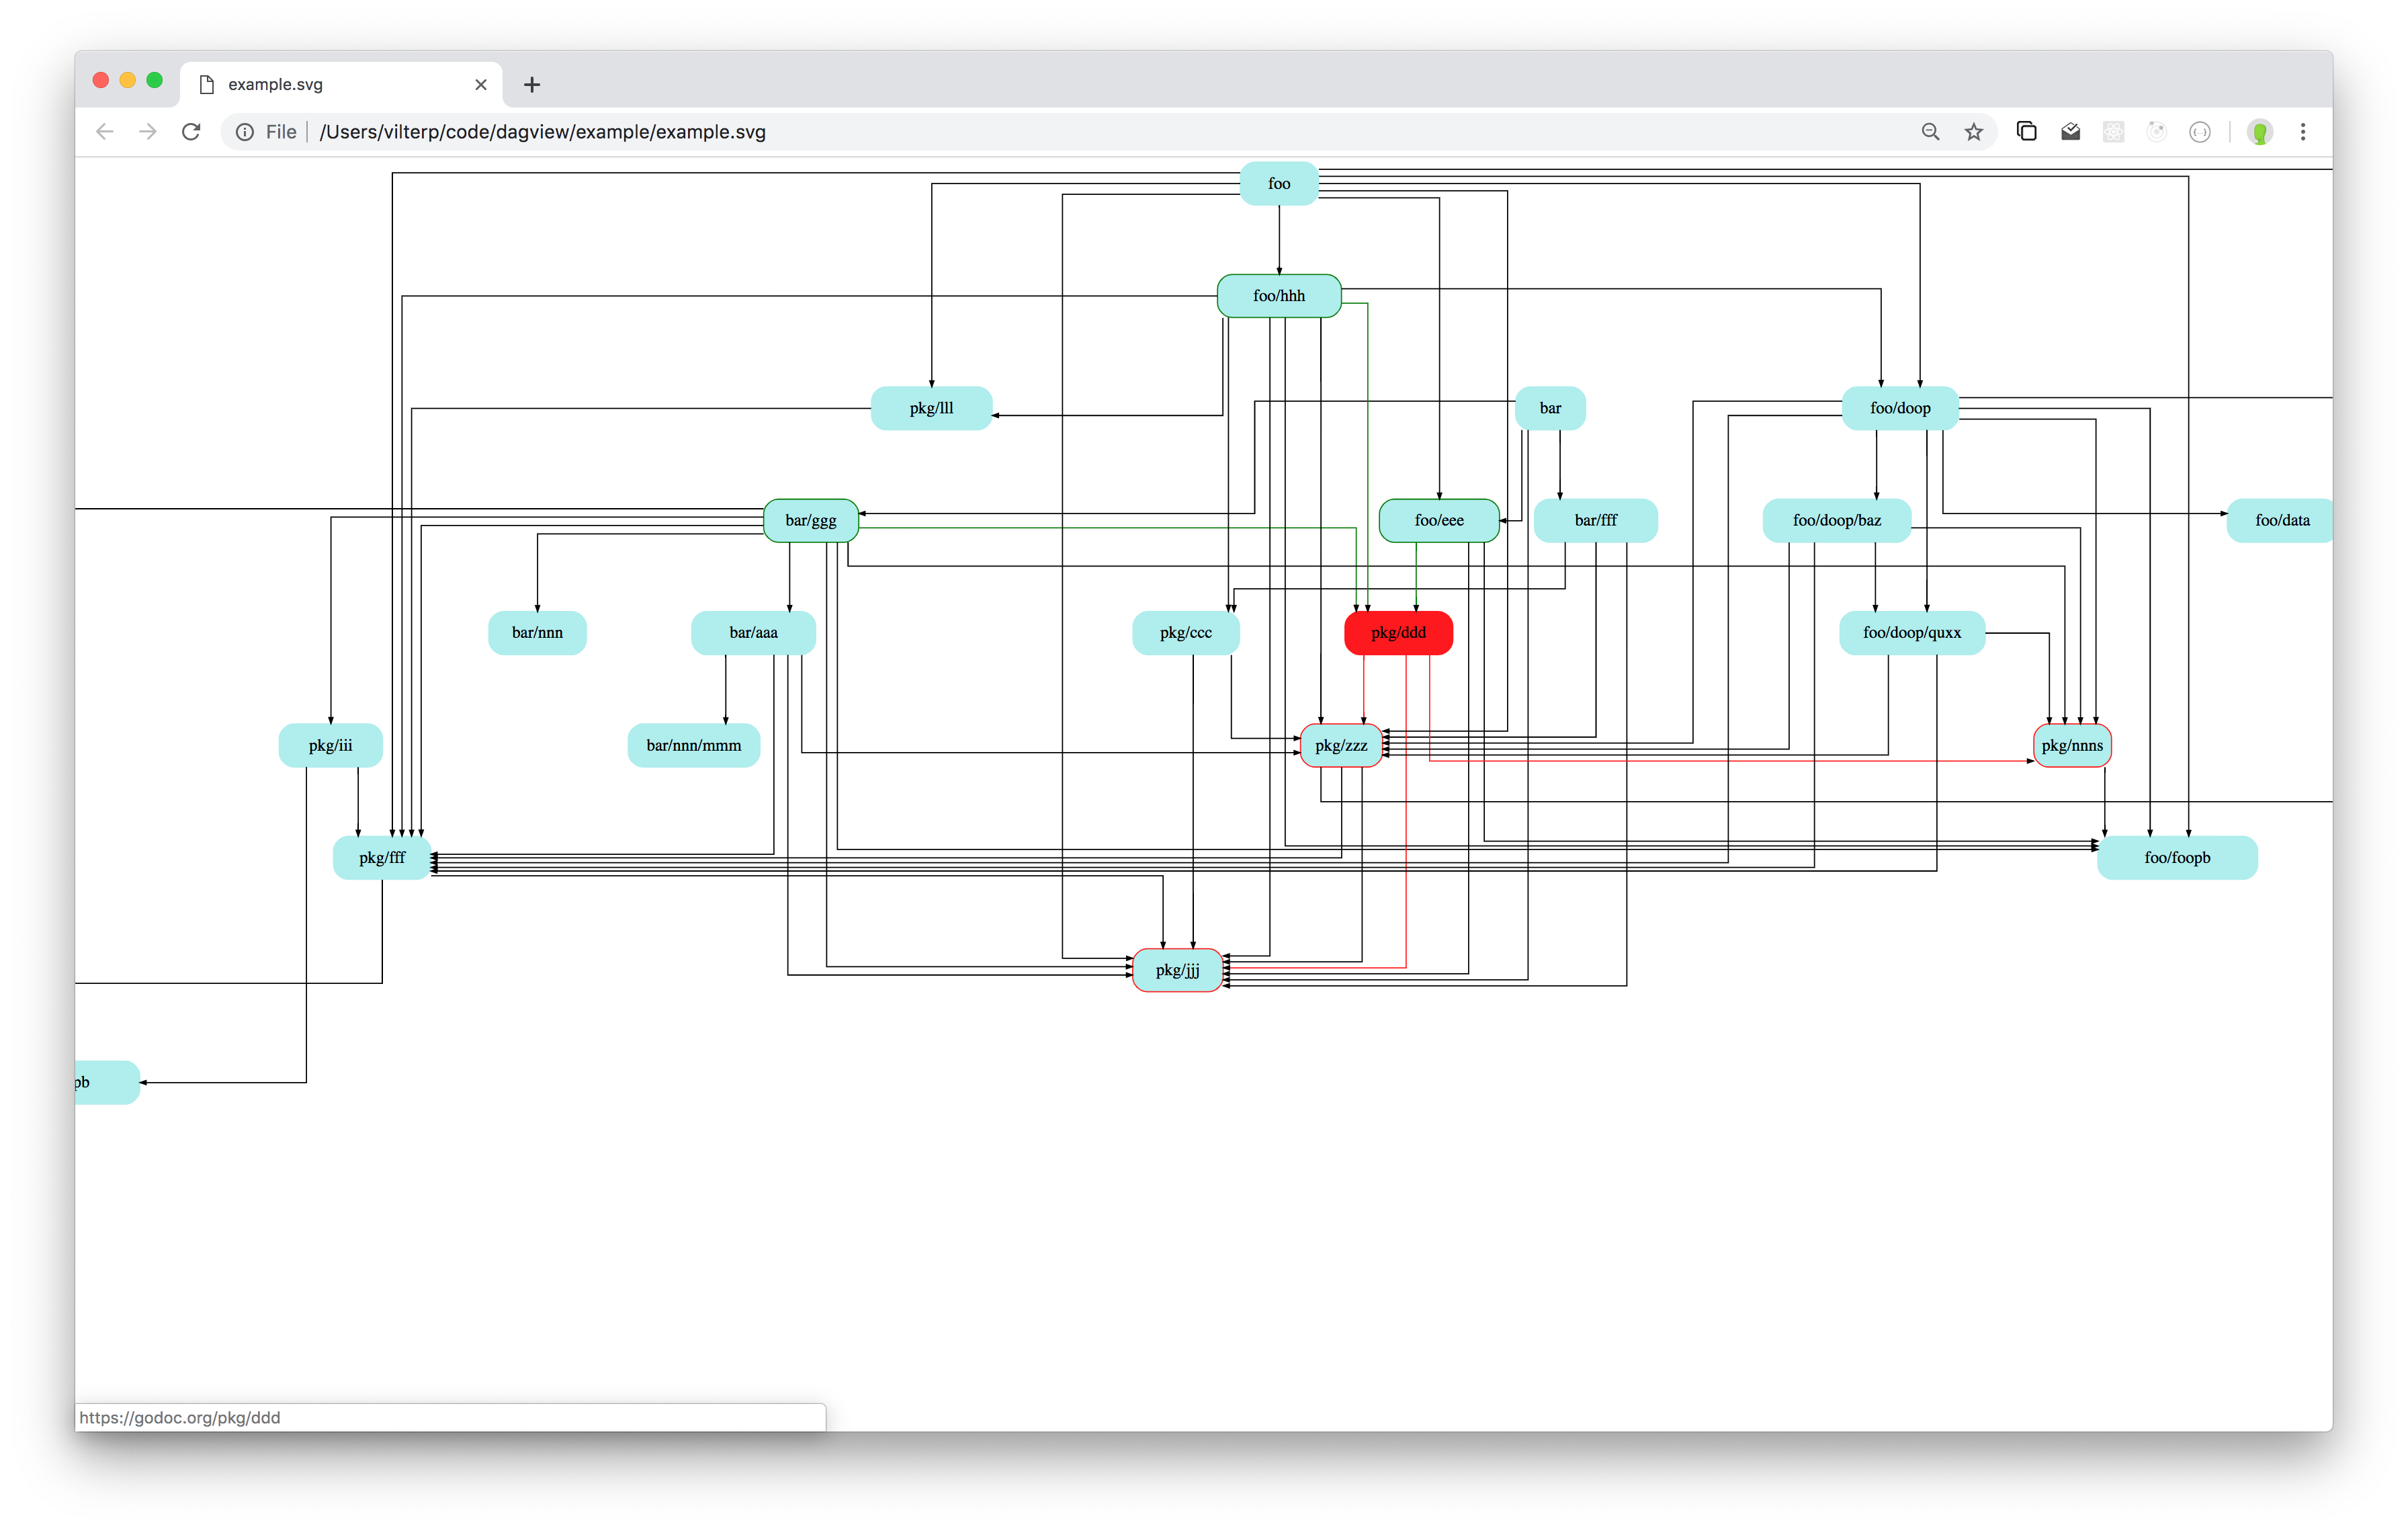 example.svg
File
/Users/vilterp/code/dagview/example/example.svg
foo
foo/hhh
pkg/lll
bar
foo/doop
bar/ggg
foo/eee
bar/fff
foo/doop/baz
foo/data
bar/nnn
bar/aaa
pkg/ccc
pkg/ddd
foo/doop/quxx
pkg/iii
bar/nnn/mmm
pkg/zzz
pkg/nnns
pkg/fff
foo/foopb
pkg/jjj
pb
https://godoc.org/pkg/ddd